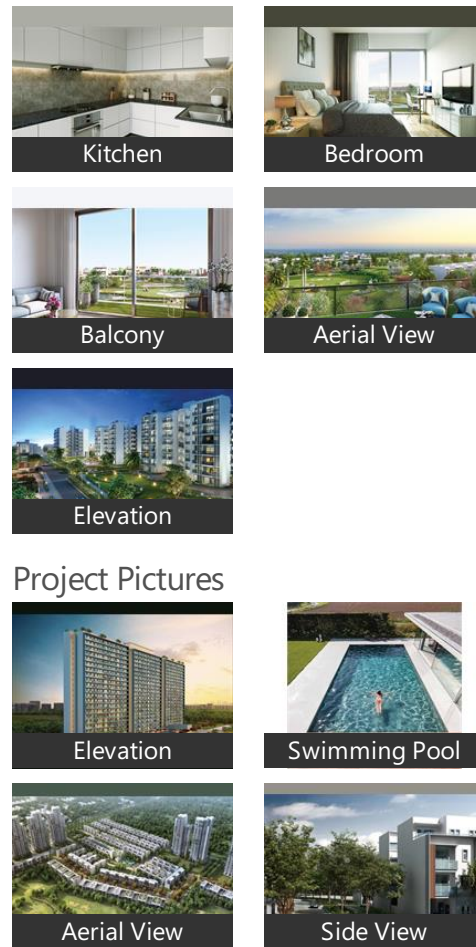 Kitchen
Bedroom
Balcony
Aerial View
Elevation
Project Pictures
Elevation
Swimming Pool
Aerial View
Side View